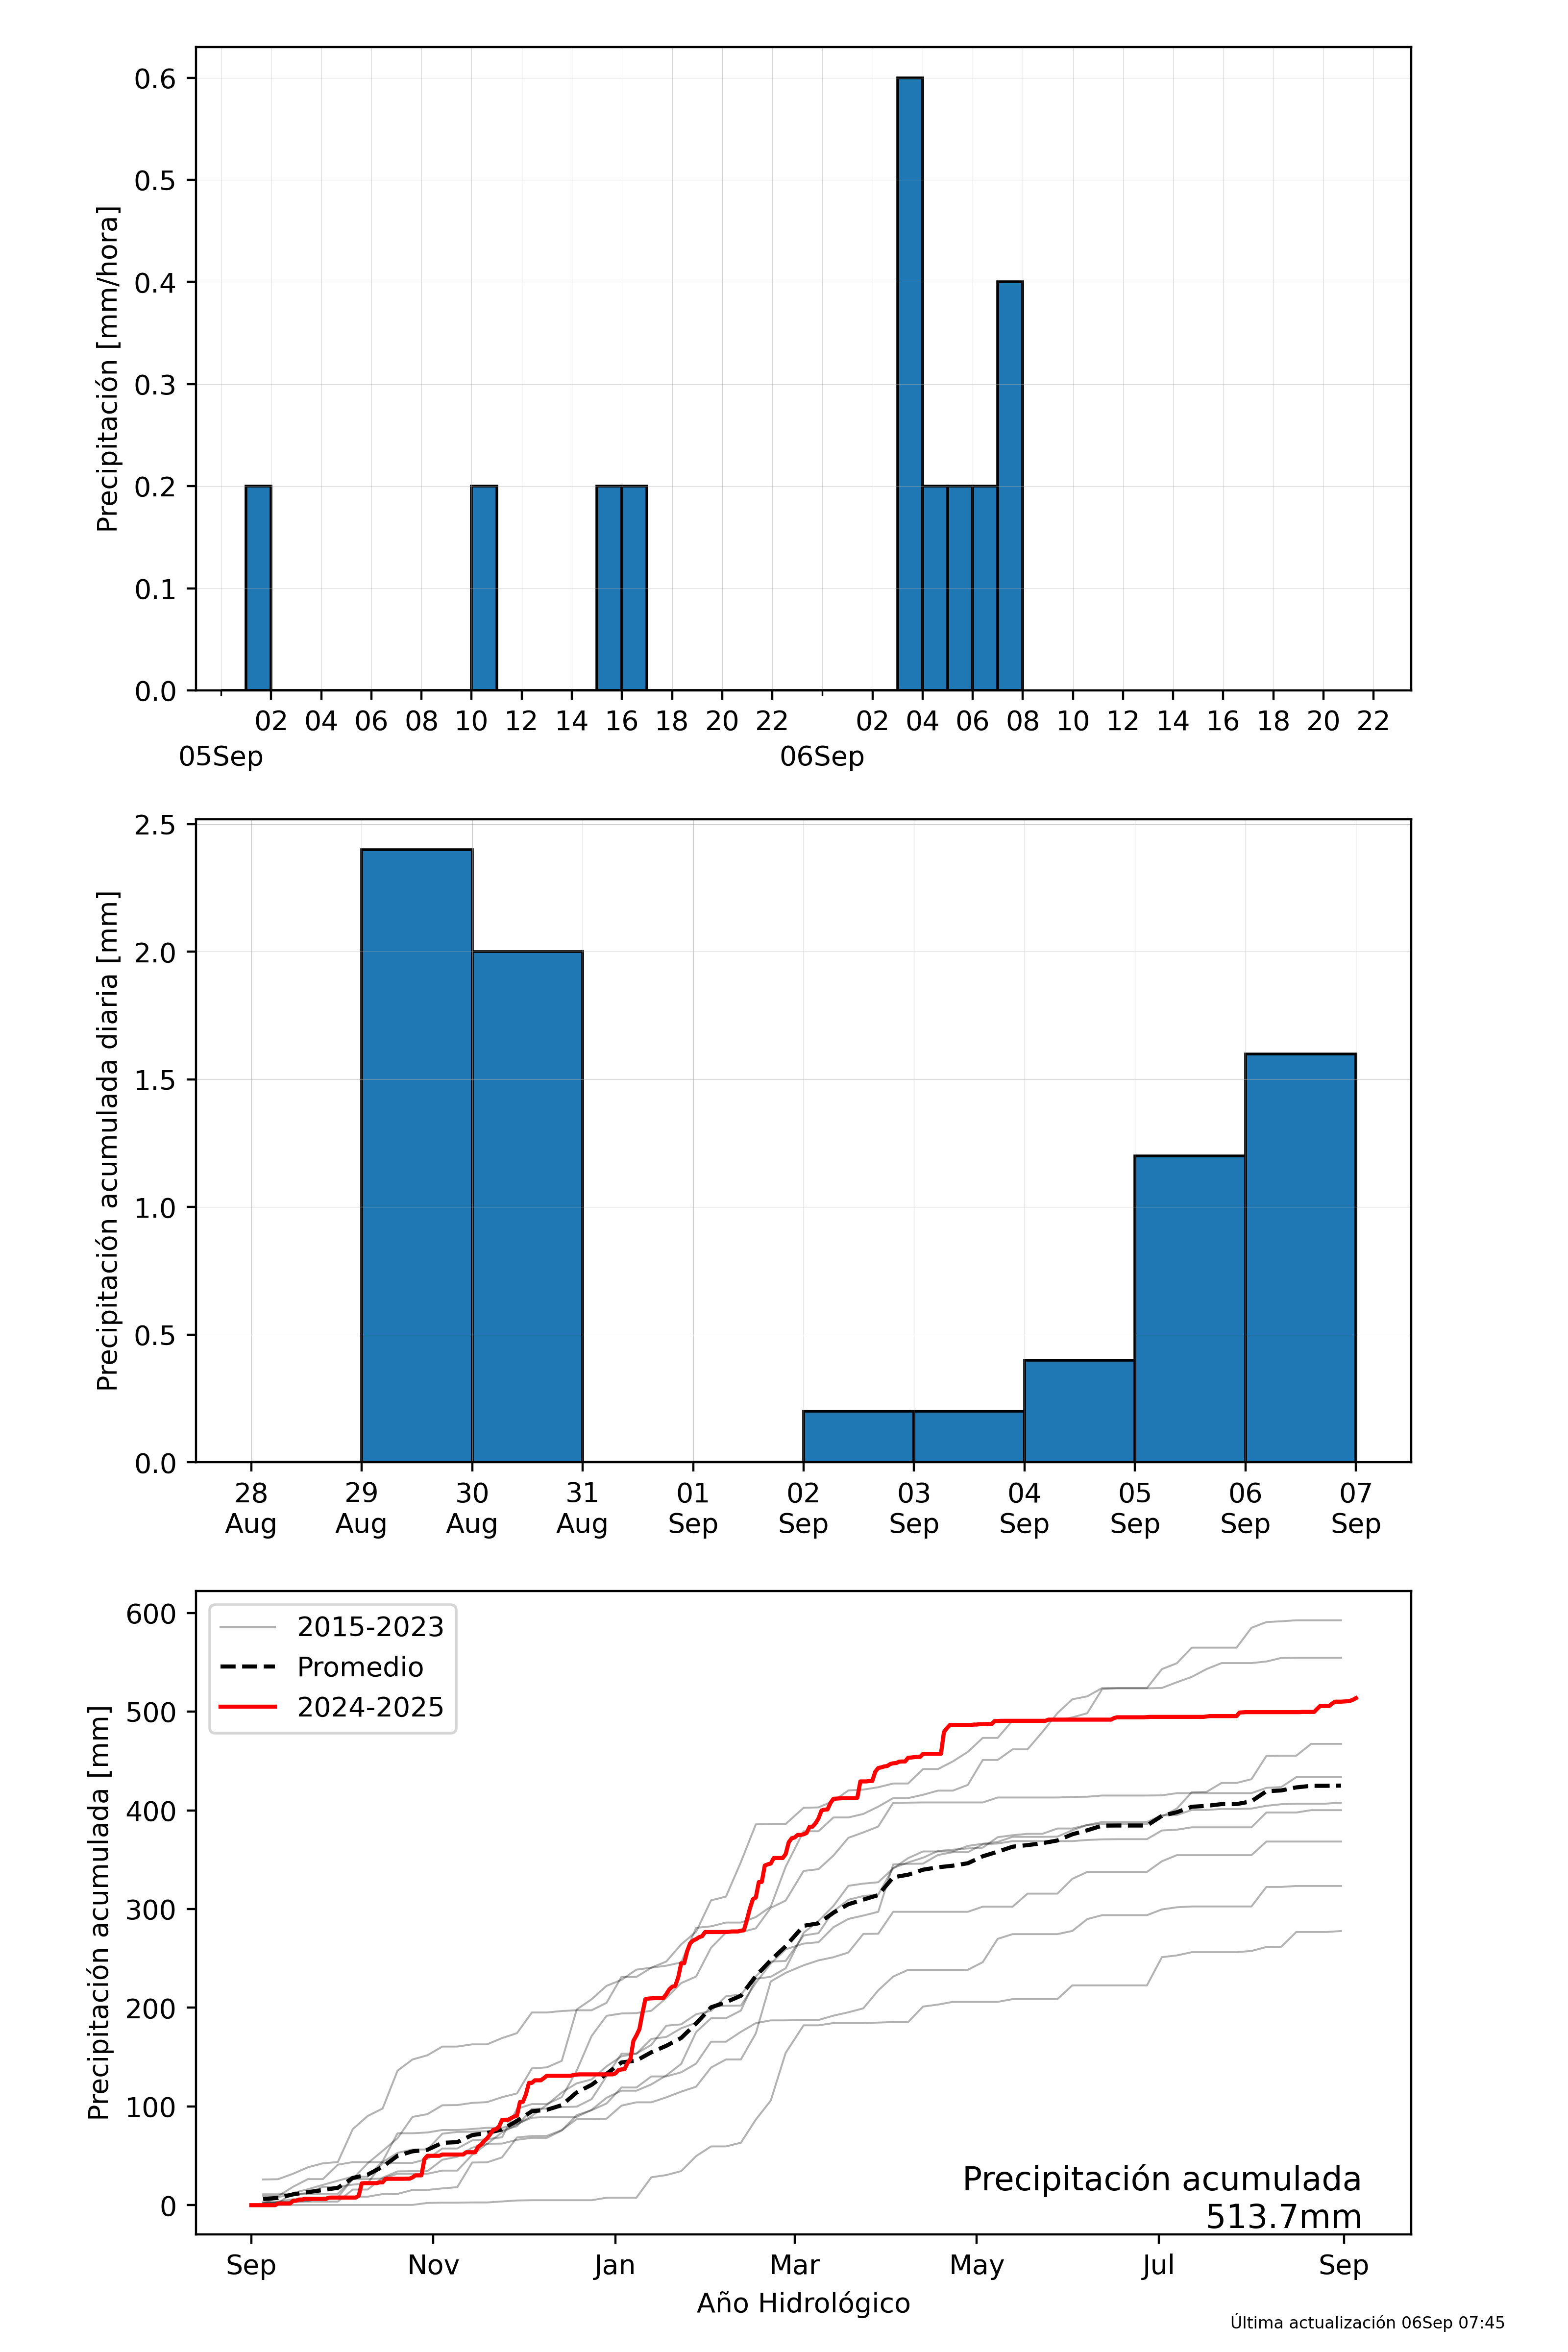 Precipitación [mm/hora]
0.6
0.5
0.4
0.3
0.2
0.1
0.0
02 04 06 08 10 12 14 16 18 20 22 02 04 06 08 10 12 14 16 18 20 22
05Sep 06Sep
Precipitación acumulada diaria [mm]
2.5
2.0
1.5
1.0
0.5
0.0
28 29 30 31 01 02 03 04 05 06 07
Aug Aug Aug Aug Sep Sep Sep Sep Sep Sep Sep
Precipitación acumulada [mm]
600
500
400
300
200
100
0
2015-2023
Promedio
2024-2025
Precipitación acumulada
513.7mm
Sep Nov Jan Mar May Jul Sep
Año Hidrológico
Última actualización 06Sep 07:45